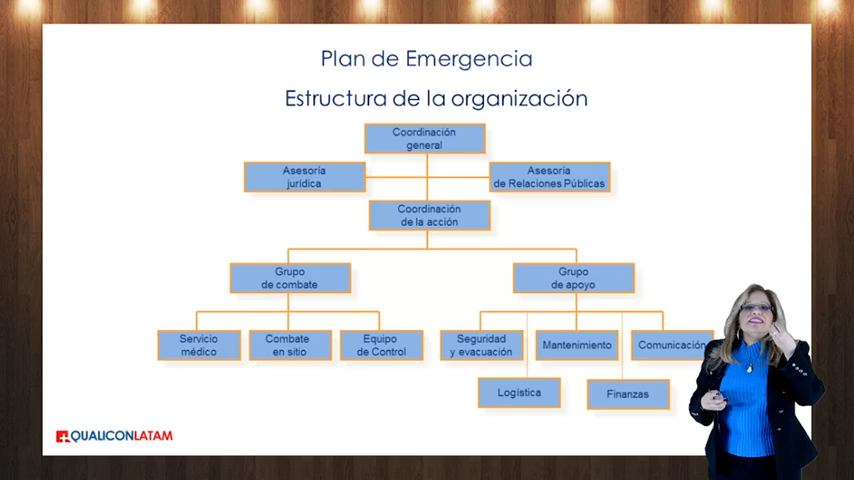 Plan de Emergencia
Estructura de la organización
Coordinación
general
Asesoría
jurídica
Asesoría
de Relaciones Públicas
Coordinación
de la acción
Grupo
de combate
Grupo
de apoyo
Servicio
médico
Combate
en sitio
Equipo
de Control
Seguridad
y evacuación
Mantenimiento
Comunicación
Logística
Finanzas
QUALICONLATAM